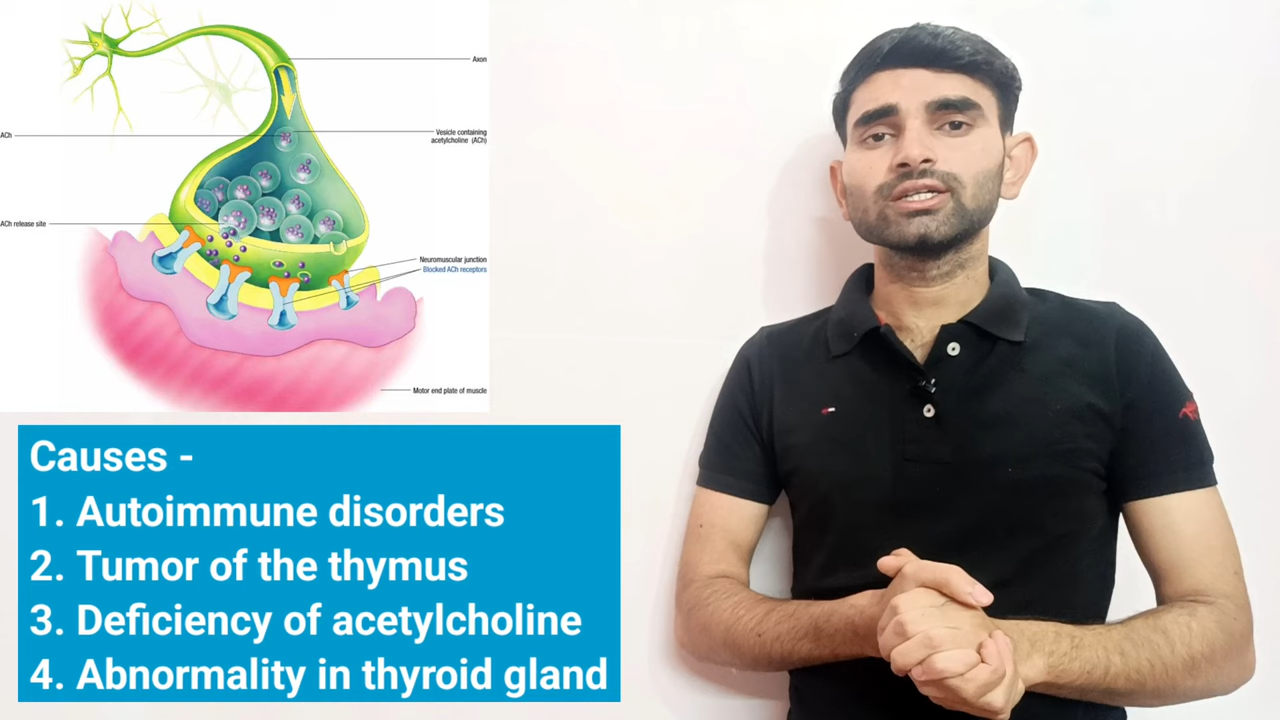 Axon
ACh
Vesicle containing
acetylcholine (ACh)
ACh release site
Neuromuscular junction
Blocked ACh receptors
Motor end plate of muscle
Causes -
1. Autoimmune disorders
2. Tumor of the thymus
3. Deficiency of acetylcholine
4. Abnormality in thyroid gland